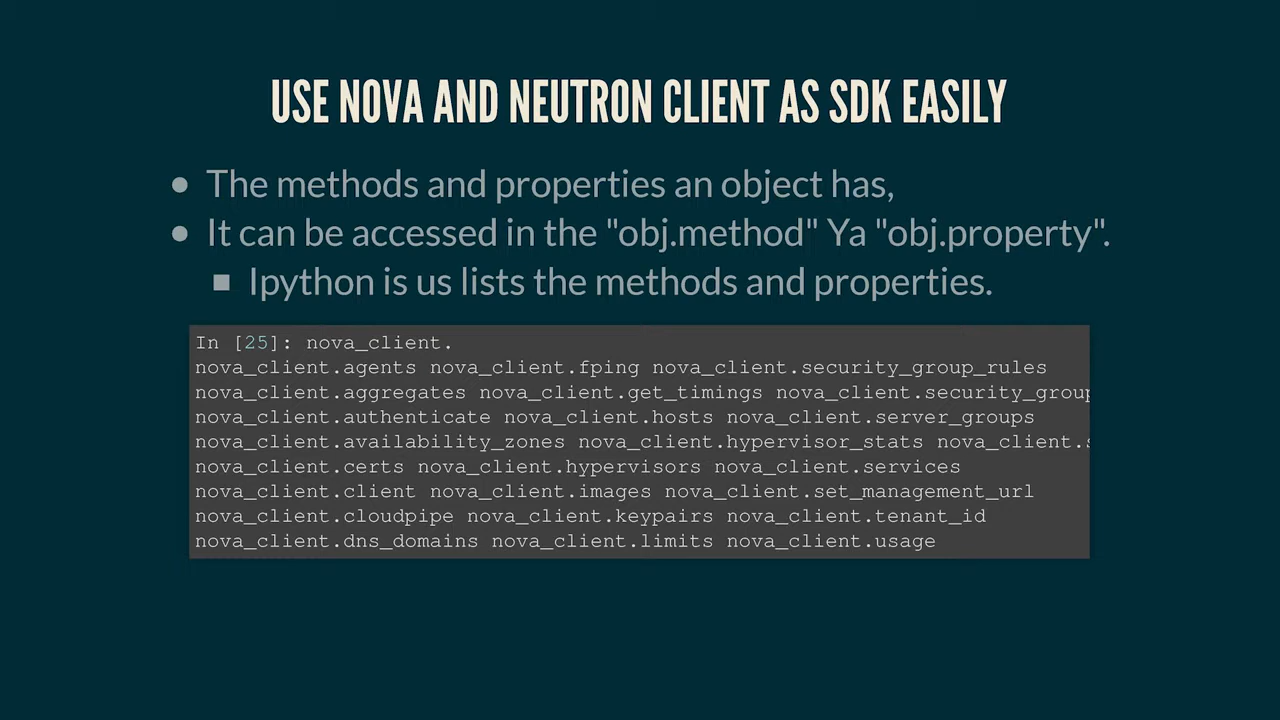 USE NOVA AND NEUTRON CLIENT AS SDK EASILY
The methods and properties an object has,
It can be accessed in the "obj.method" Ya "obj.property".
Ipython is us lists the methods and properties.
In [25]: nova_client.
nova_client.agents nova_client.fping nova_client.security_group_rules
nova_client.aggregates nova_client.get_timings nova_client.security_group
nova_client.authenticate nova_client.hosts nova_client.server_groups
nova_client.availability_zones nova_client.hypervisor_stats nova_client.s
nova_client.certs nova_client.hypervisors nova_client.services
nova_client.client nova_client.images nova_client.set_management_url
nova_client.cloudpipe nova_client.keypairs nova_client.tenant_id
nova_client.dns_domains nova_client.limits nova_client.usage